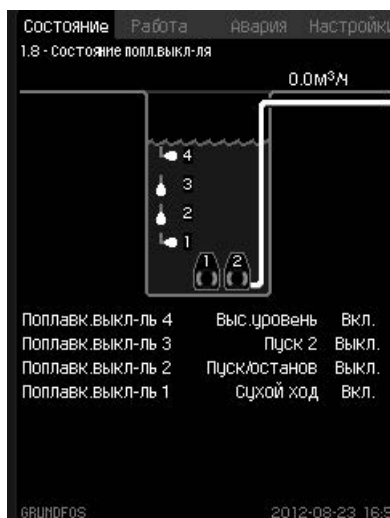 Состояние Работа Авария Настройки
1.8 - Состояние попл.выкл-ля
0.0м³/ч
4
3
2
1
1 2
Поплавк.выкл-ль 4 Выс.уровень Вкл.
Поплавк.выкл-ль 3 Пуск 2 Выкл.
Поплавк.выкл-ль 2 Пуск/останов Выкл.
Поплавк.выкл-ль 1 Сухой ход Вкл.
GRUNDFOS 2012-08-23